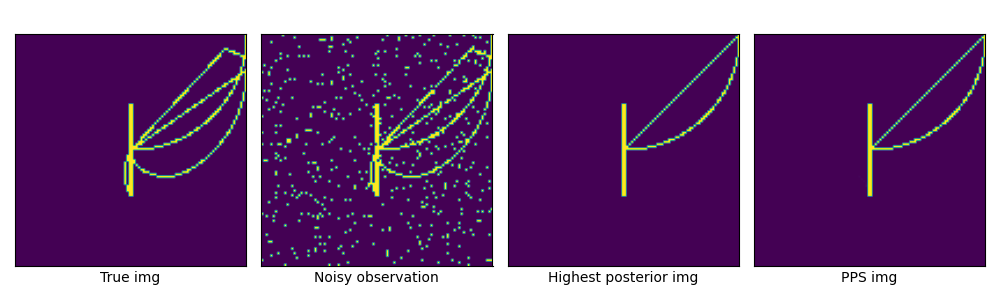 True img
Noisy observation
Highest posterior img
PPS img